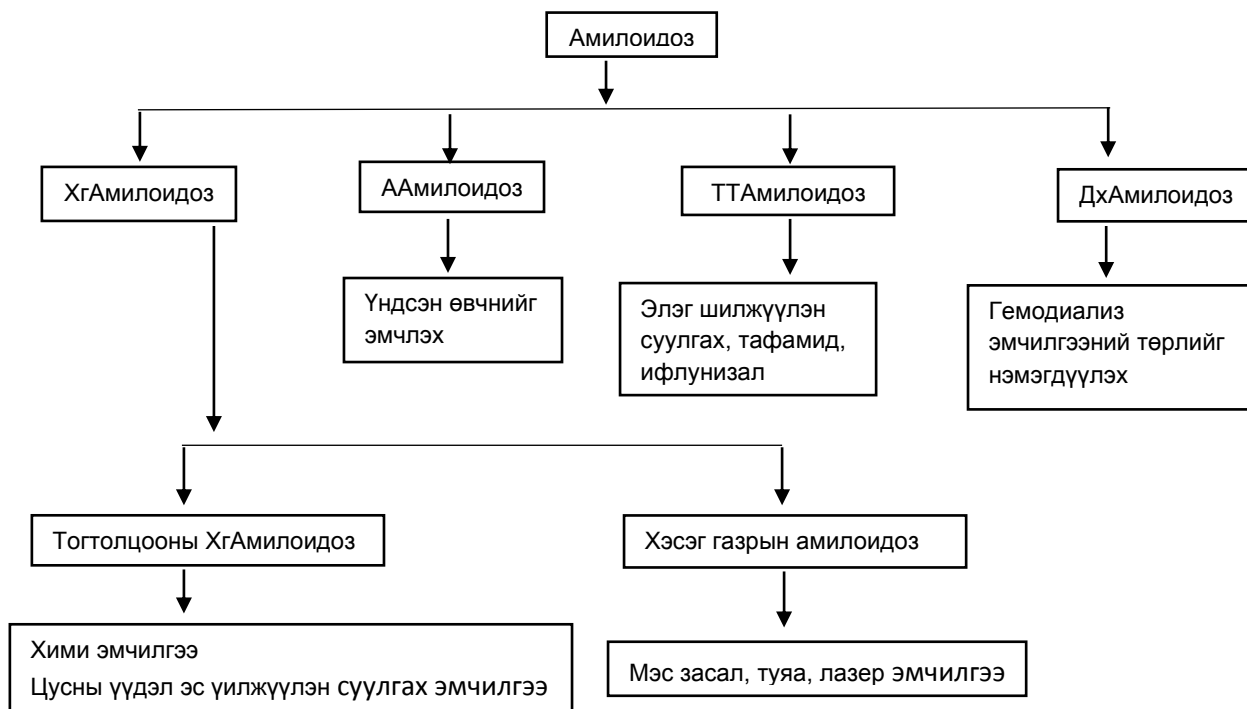 Амилоидоз
ХгАмилоидоз
ААмилоидоз
ТТАмилоидоз
ДхАмилоидоз
Үндсэн өвчнийг
эмчлэх
Элэг шилжүүлэн
суулгах, тафамид,
ифлунизал
Гемодиализ
эмчилгээний төрлийг
нэмэгдүүлэх
Тогтолцооны ХгАмилоидоз
Хэсэг газрын амилоидоз
Хими эмчилгээ
Цусны үүдэл эс үилжүүлэн суулгах эмчилгээ
Мэс засал, туяа, лазер эмчилгээ